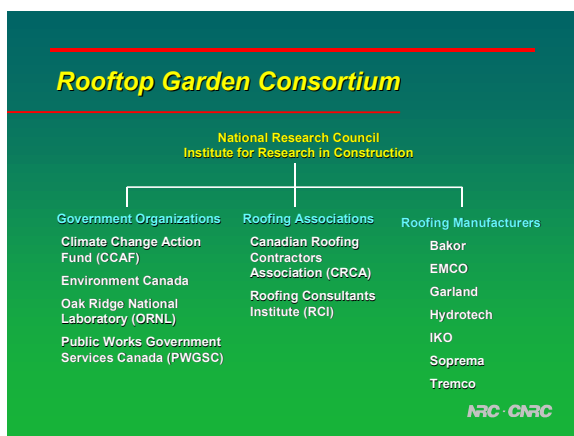 Rooftop Garden Consortium
National Research Council
Institute for Research in Construction
Government Organizations
Climate Change Action
Fund (CCAF)
Environment Canada
Oak Ridge National
Laboratory (ORNL)
Public Works Government
Services Canada (PWGSC)
Roofing Associations
Canadian Roofing
Contractors
Association (CRCA)
Roofing Consultants
Institute (RCI)
Roofing Manufacturers
Bakor
EMCO
Garland
Hydrotech
IKO
Soprema
Tremco
NRC · CNRC